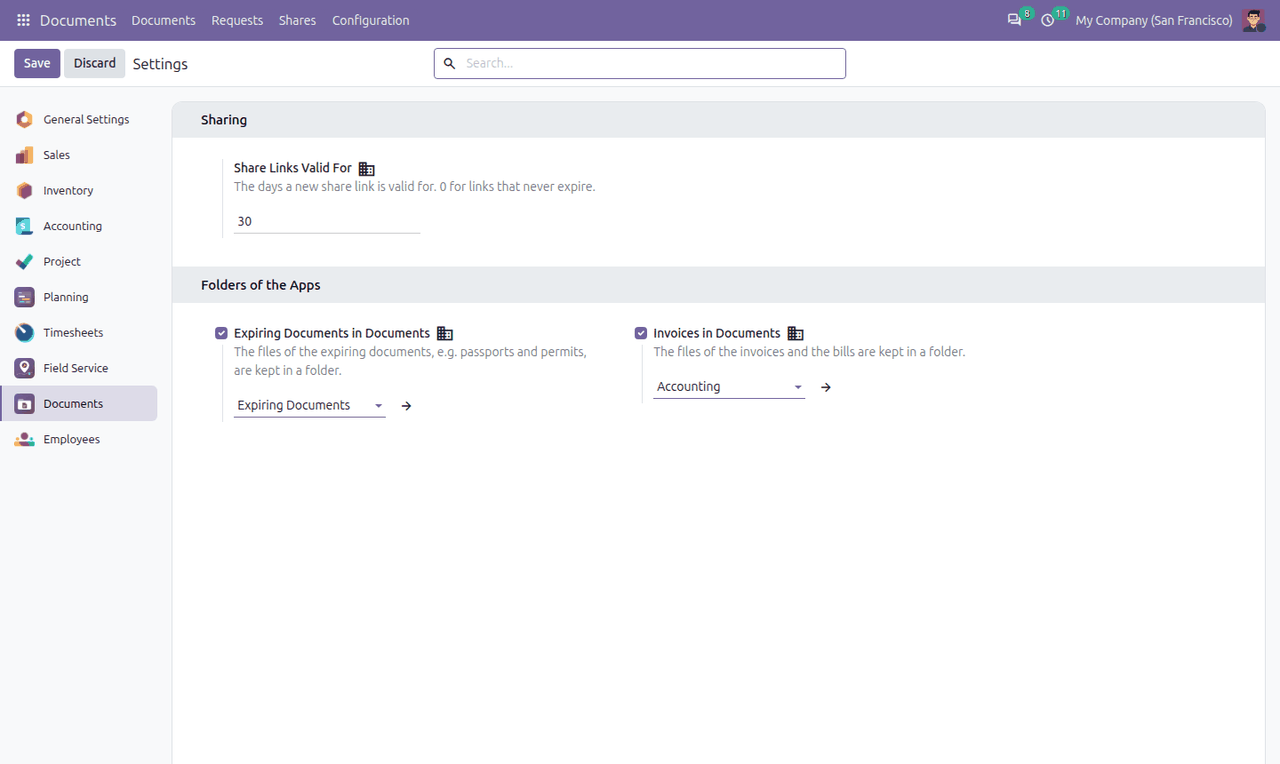 Documents Documents Requests Shares Configuration 8 11 My Company (San Francisco)
Save Discard Settings Search...
General Settings
Sales
Inventory
Accounting
Project
Planning
Timesheets
Field Service
Documents
Employees
Sharing
Share Links Valid For
The days a new share link is valid for. 0 for links that never expire.
30
Folders of the Apps
Expiring Documents in Documents
The files of the expiring documents, e.g. passports and permits,
are kept in a folder.
Expiring Documents
Invoices in Documents
The files of the invoices and the bills are kept in a folder.
Accounting